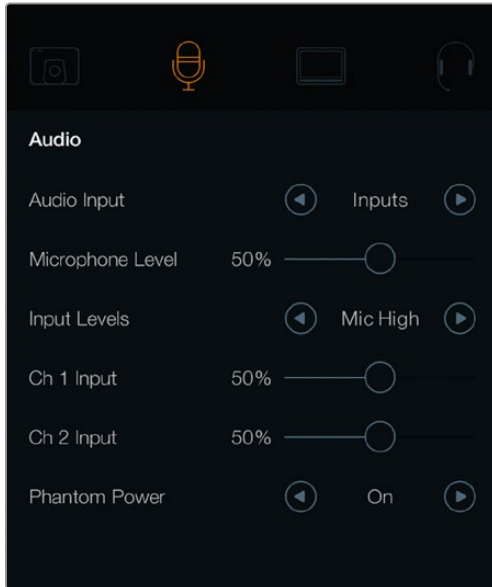 Audio
Audio Input Inputs
Microphone Level 50%
Input Levels Mic High
Ch 1 Input 50%
Ch 2 Input 50%
Phantom Power On